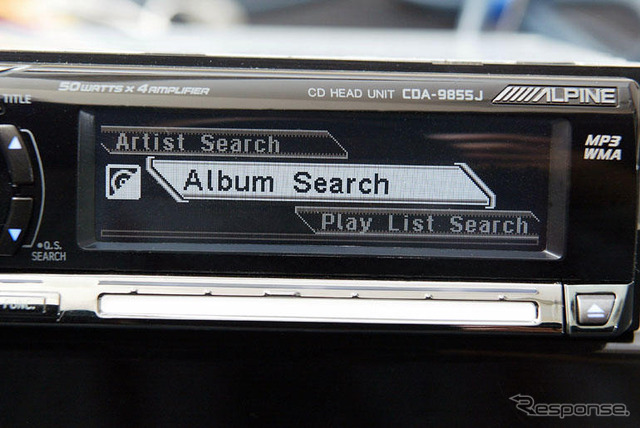 TITLE
50WATTS X 4 AMPLIFIER
CD HEAD UNIT CDA-9855J
ALPINE
MP3
WMA
Artist Search
Album Search
Play List Search
Q.S.
SEARCH
FUNC.
Response.